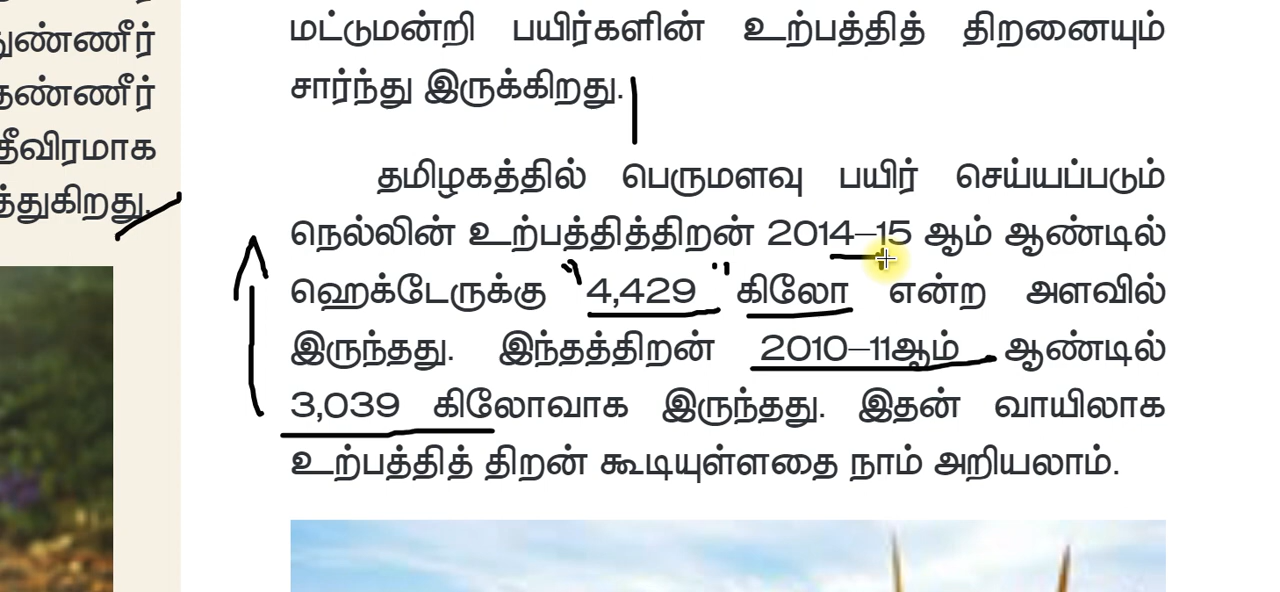 துண்ணீர்
தண்ணீர்
தீவிரமாக
த்துகிறது.
மட்டுமன்றி பயிர்களின் உற்பத்தித் திறனையும்
சார்ந்து இருக்கிறது.
தமிழகத்தில் பெருமளவு பயிர் செய்யப்படும்
நெல்லின் உற்பத்தித்திறன் 2014–15 ஆம் ஆண்டில்
ஹெக்டேருக்கு 4,429 கிலோ என்ற அளவில்
இருந்தது. இந்தத்திறன் 2010–11ஆம் ஆண்டில்
3,039 கிலோவாக இருந்தது. இதன் வாயிலாக
உற்பத்தித் திறன் கூடியுள்ளதை நாம் அறியலாம்.